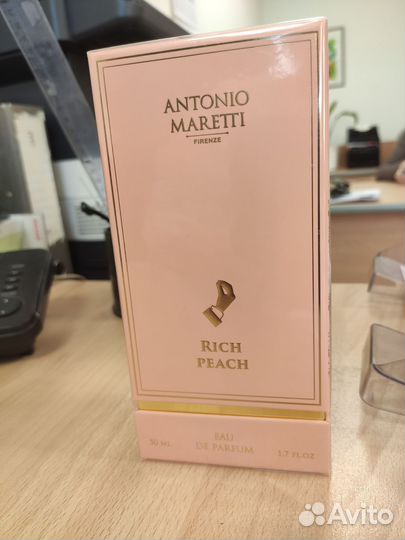 ANTONIO
MARETTI
FIRENZE
RICH
PEACH
50 ML
EAU
DE PARFUM
1.7 FL.OZ
Avito